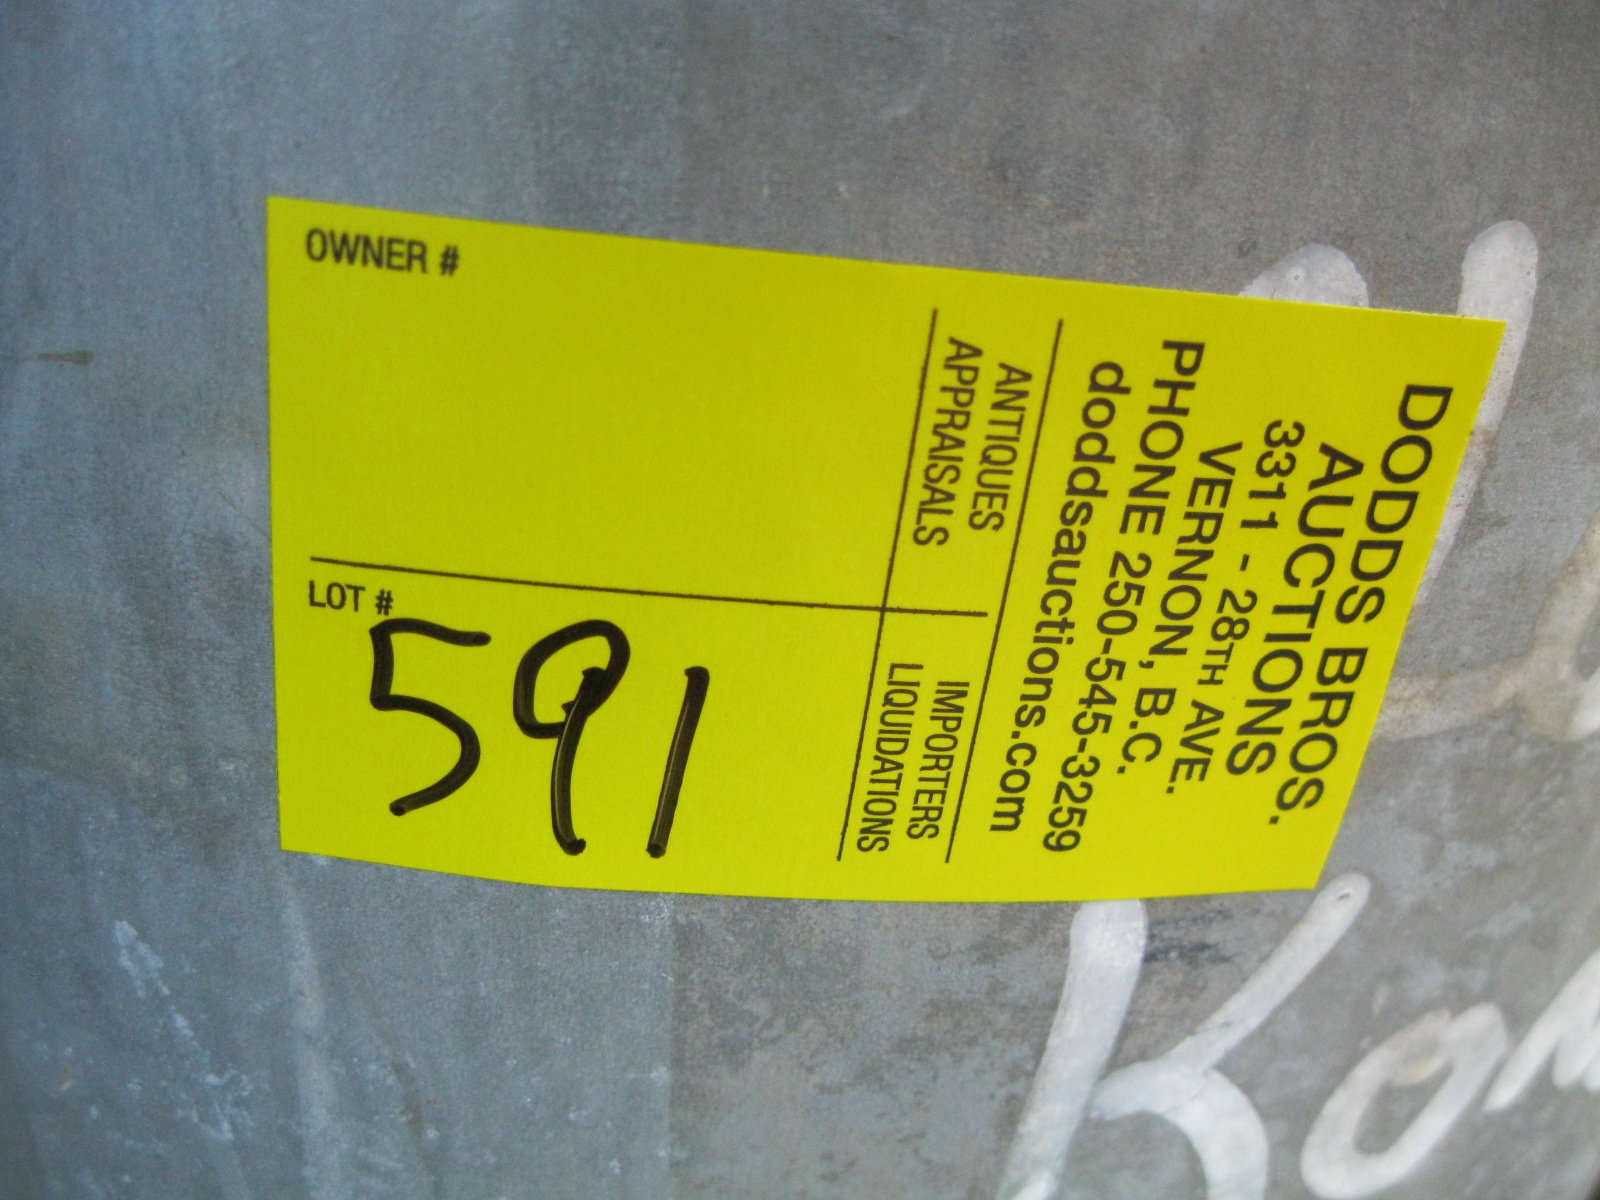 DODDS BROS.
AUCTIONS
3311 - 28TH AVE.
VERNON, B.C.
PHONE 250-545-3259
doddsauctions.com
ANTIQUES
APPRAISALS
IMPORTERS
LIQUIDATIONS
OWNER #
LOT # 591